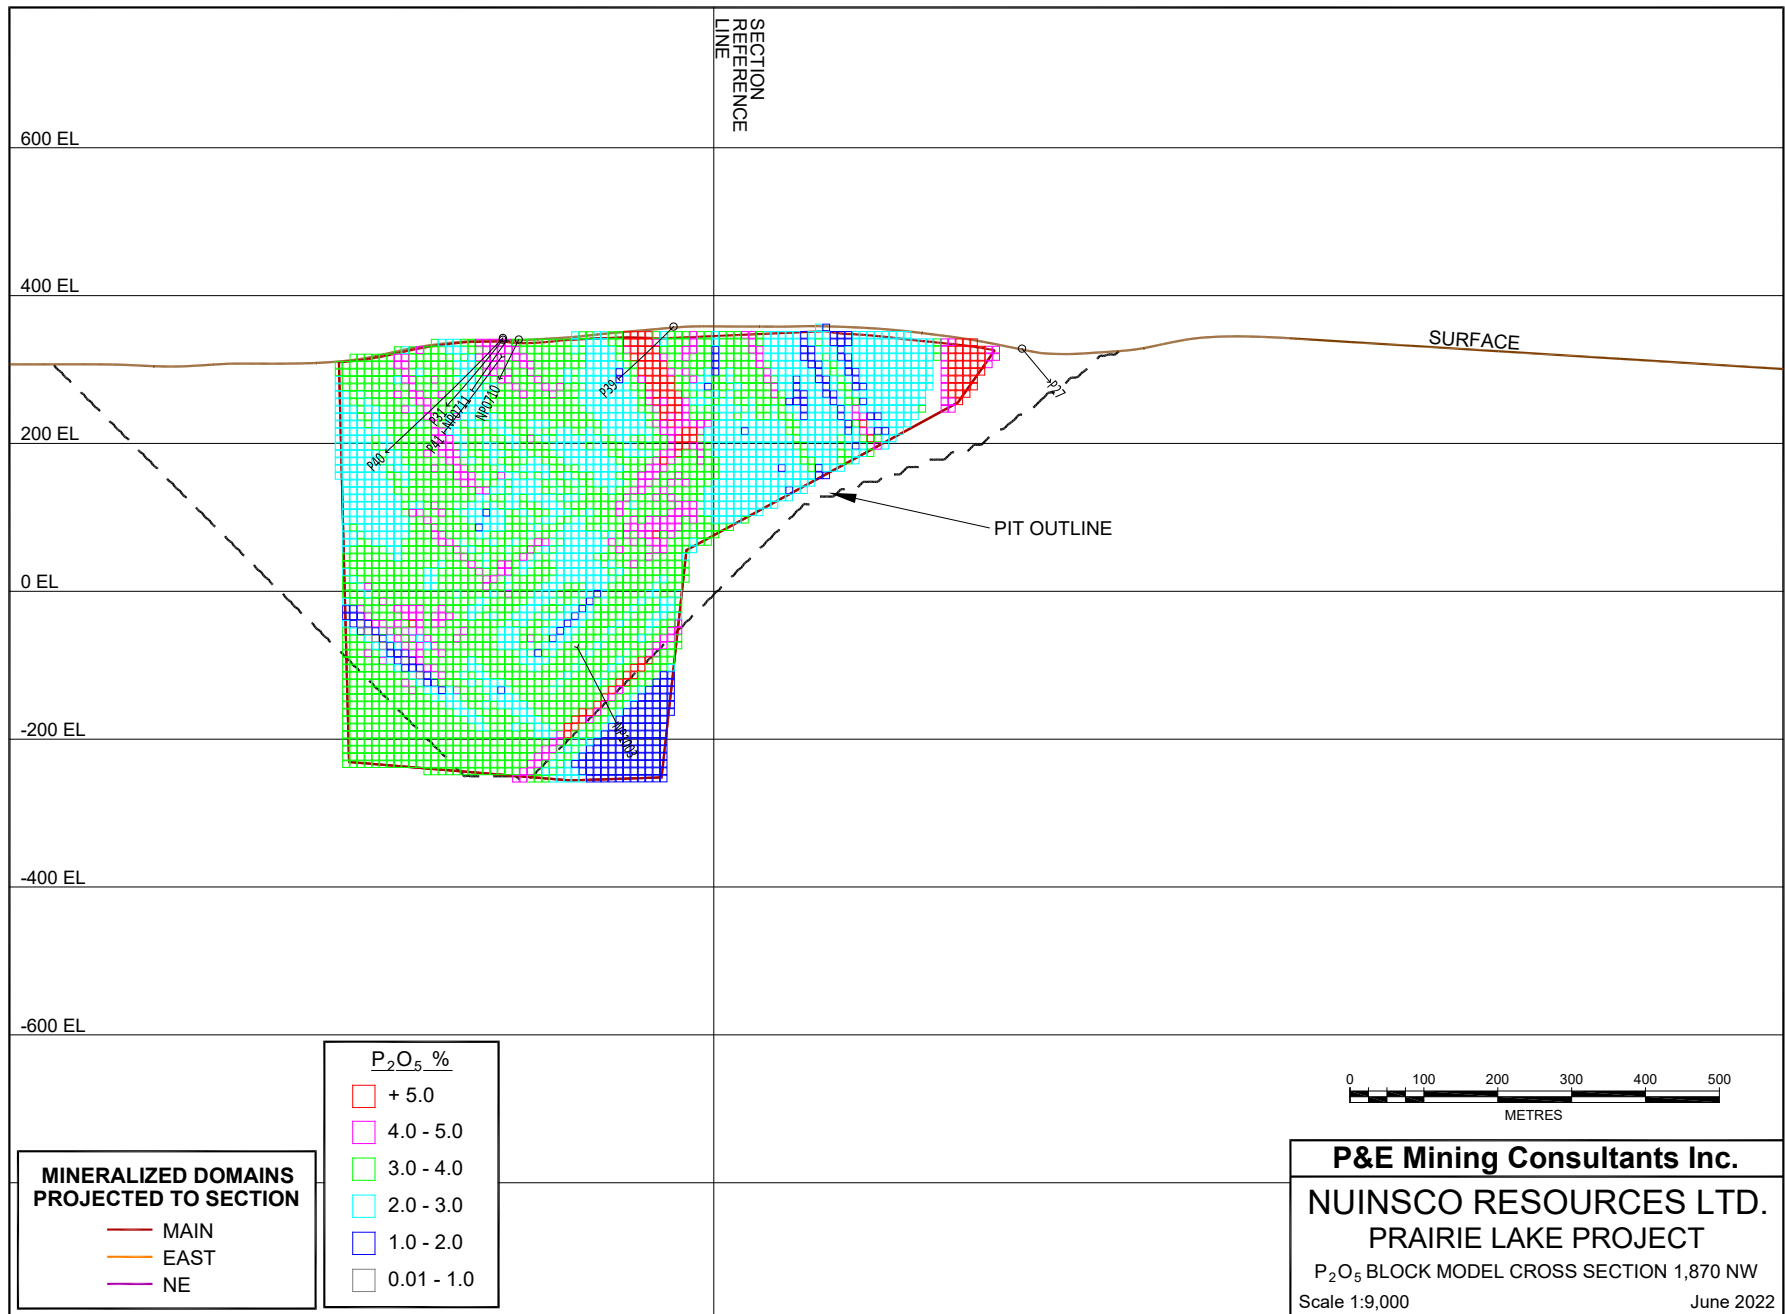 SECTION
REFERENCE
LINE
600 EL
400 EL
SURFACE
P39
P31
NP0711
NP0710
P41
P40
P27
200 EL
PIT OUTLINE
0 EL
-200 EL
-400 EL
-600 EL
P2O5 %
+ 5.0
4.0 - 5.0
3.0 - 4.0
2.0 - 3.0
1.0 - 2.0
0.01 - 1.0
MINERALIZED DOMAINS
PROJECTED TO SECTION
MAIN
EAST
NE
0 100 200 300 400 500
METRES
P&E Mining Consultants Inc.
NUINSCO RESOURCES LTD.
PRAIRIE LAKE PROJECT
P2O5 BLOCK MODEL CROSS SECTION 1,870 NW
Scale 1:9,000 June 2022